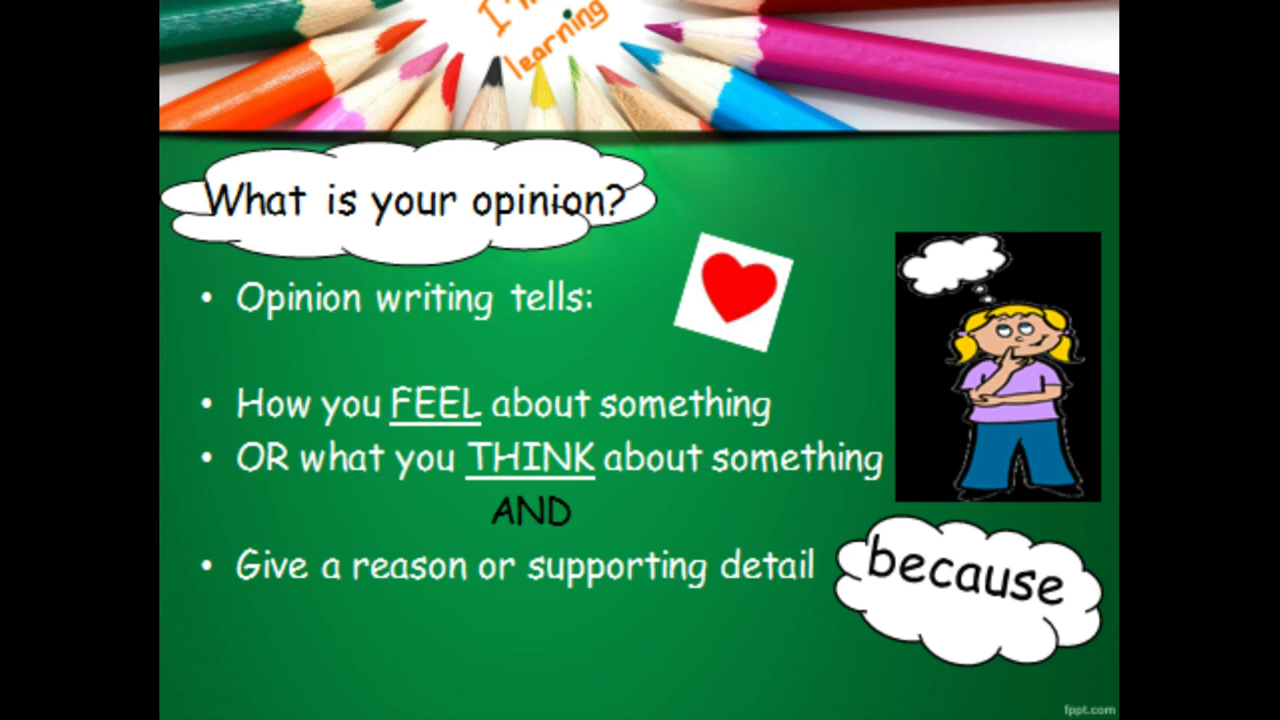 I'm
learning
What is your opinion?
• Opinion writing tells:
• How you FEEL about something
• OR what you THINK about something
AND
• Give a reason or supporting detail
because
fppt.com